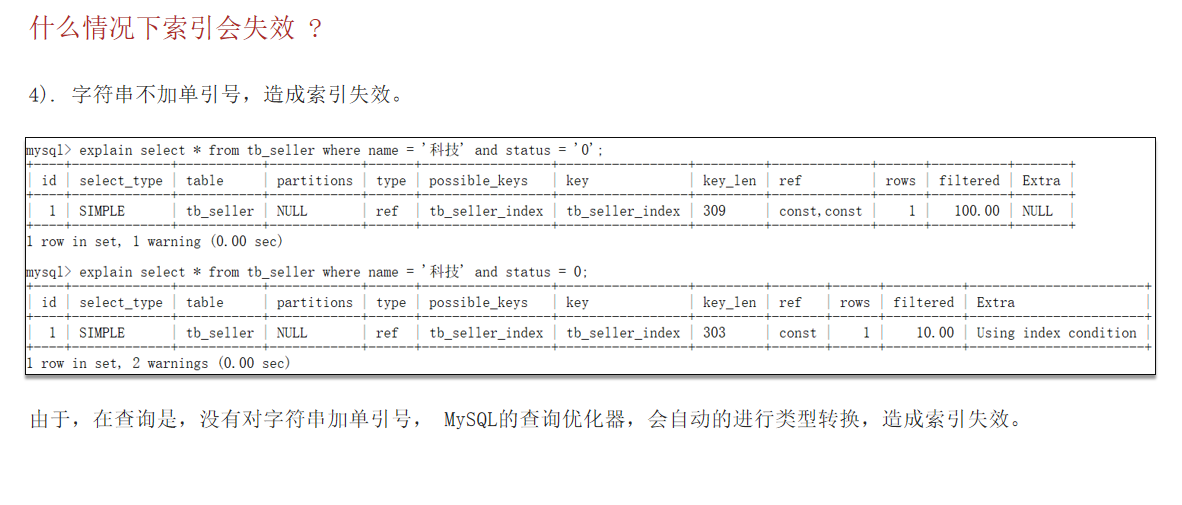 什么情况下索引会失效 ?
4). 字符串不加单引号，造成索引失效。
mysql> explain select * from tb_seller where name = '科技' and status = '0';
+----+-------------+-----------+------------+------+-----------------+-----------------+---------+-------------+------+----------+-------+
| id | select_type | table | partitions | type | possible_keys | key | key_len | ref | rows | filtered | Extra |
+----+-------------+-----------+------------+------+-----------------+-----------------+---------+-------------+------+----------+-------+
| 1 | SIMPLE | tb_seller | NULL | ref | tb_seller_index | tb_seller_index | 309 | const,const | 1 | 100.00 | NULL |
+----+-------------+-----------+------------+------+-----------------+-----------------+---------+-------------+------+----------+-------+
1 row in set, 1 warning (0.00 sec)
mysql> explain select * from tb_seller where name = '科技' and status = 0;
+----+-------------+-----------+------------+------+-----------------+-----------------+---------+-------+------+----------+-----------------------+
| id | select_type | table | partitions | type | possible_keys | key | key_len | ref | rows | filtered | Extra |
+----+-------------+-----------+------------+------+-----------------+-----------------+---------+-------+------+----------+-----------------------+
| 1 | SIMPLE | tb_seller | NULL | ref | tb_seller_index | tb_seller_index | 303 | const | 1 | 10.00 | Using index condition |
+----+-------------+-----------+------------+------+-----------------+-----------------+---------+-------+------+----------+-----------------------+
1 row in set, 2 warnings (0.00 sec)
由于，在查询是，没有对字符串加单引号， MySQL的查询优化器，会自动的进行类型转换，造成索引失效。